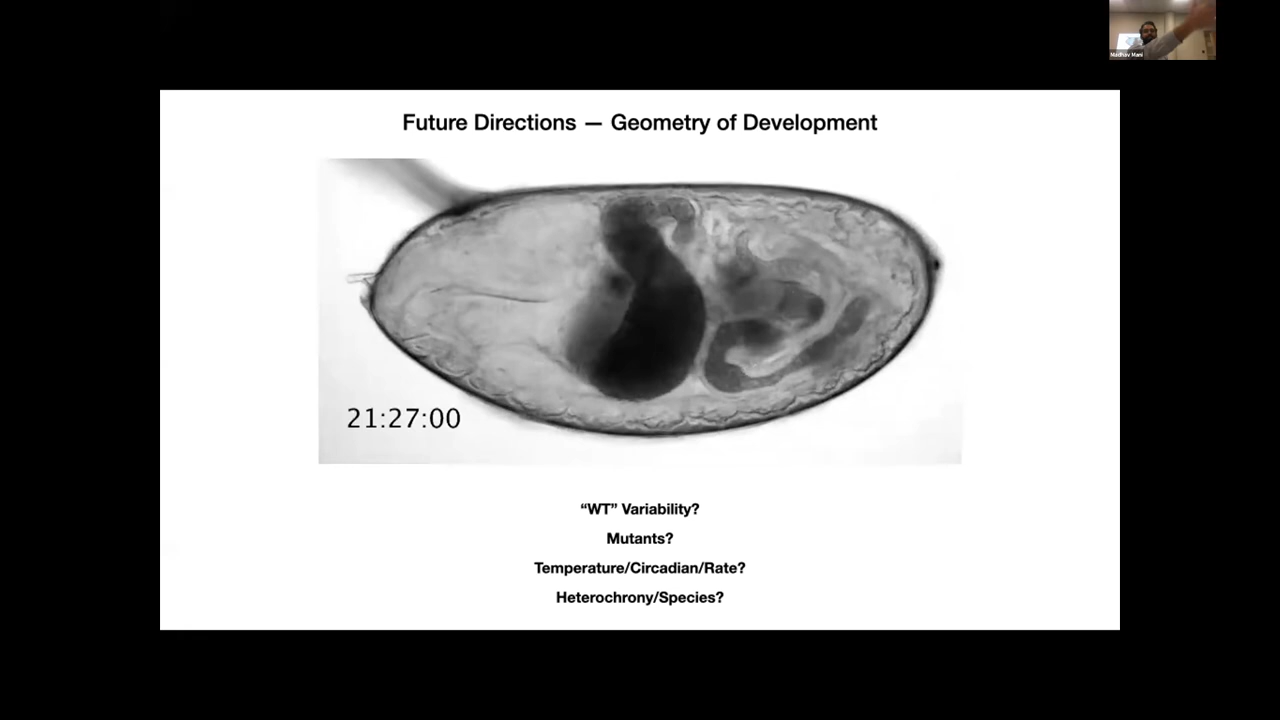 Madhav Mani
Future Directions — Geometry of Development
21:27:00
“WT” Variability?
Mutants?
Temperature/Circadian/Rate?
Heterochrony/Species?